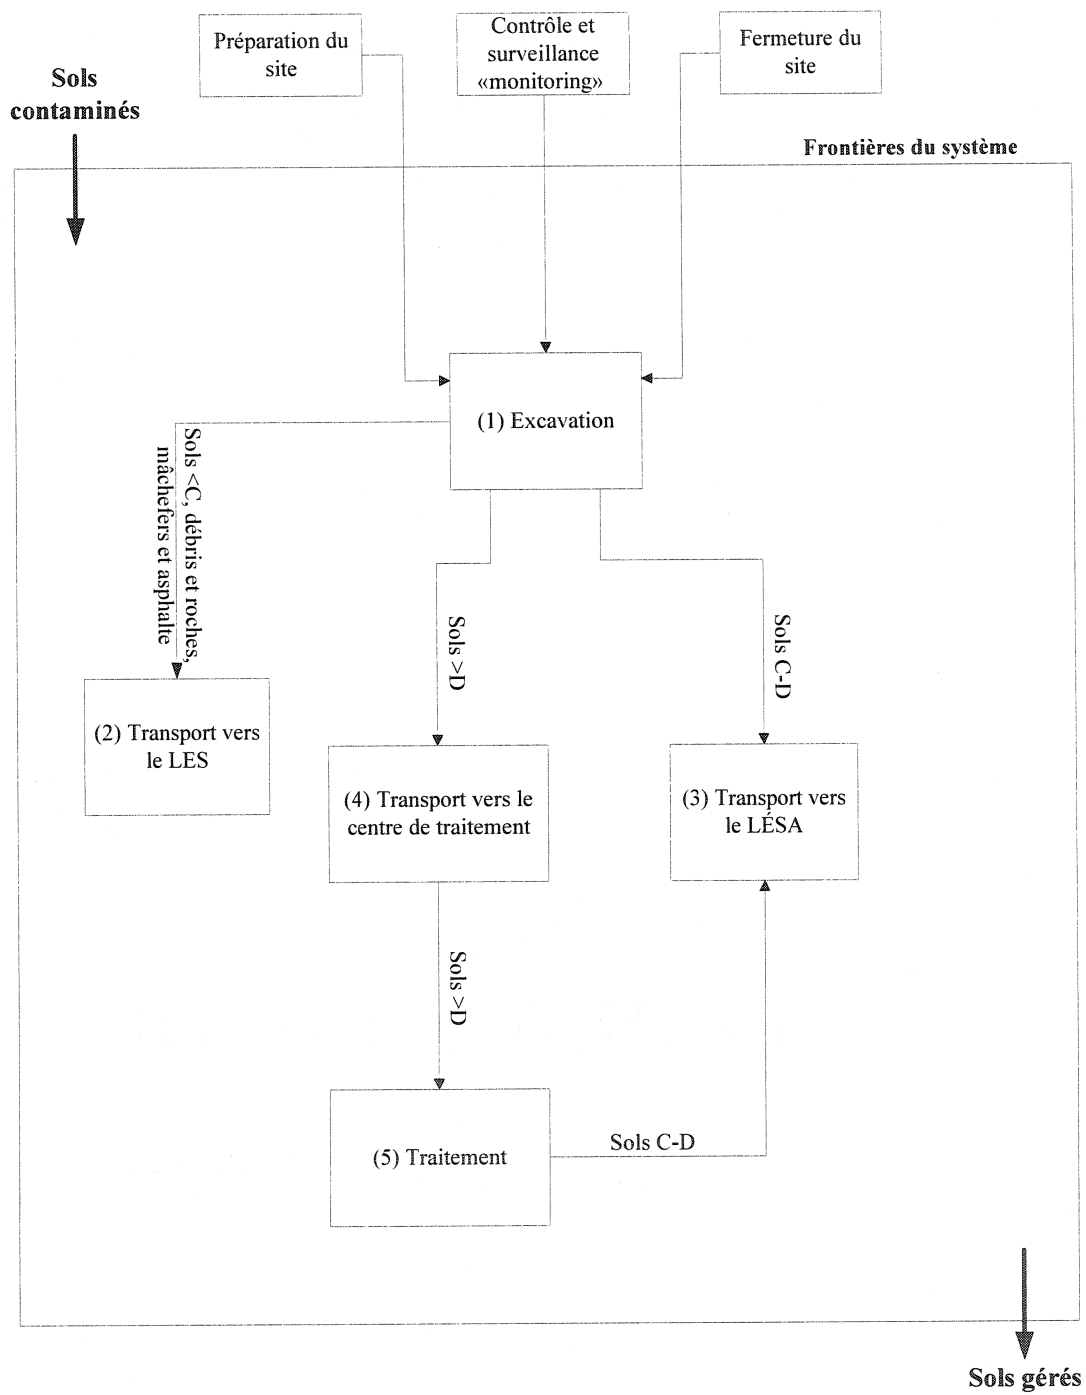 Préparation du
site
Contrôle et
surveillance
«monitoring»
Fermeture du
site
Sols
contaminés
Frontières du système
(1) Excavation
Sols <C, débris et roches,
mâchefers et asphalte
Sols >D
Sols C-D
(2) Transport vers
le LES
(4) Transport vers le
centre de traitement
(3) Transport vers
le LÉSA
Sols >D
(5) Traitement
Sols C-D
Sols gérés